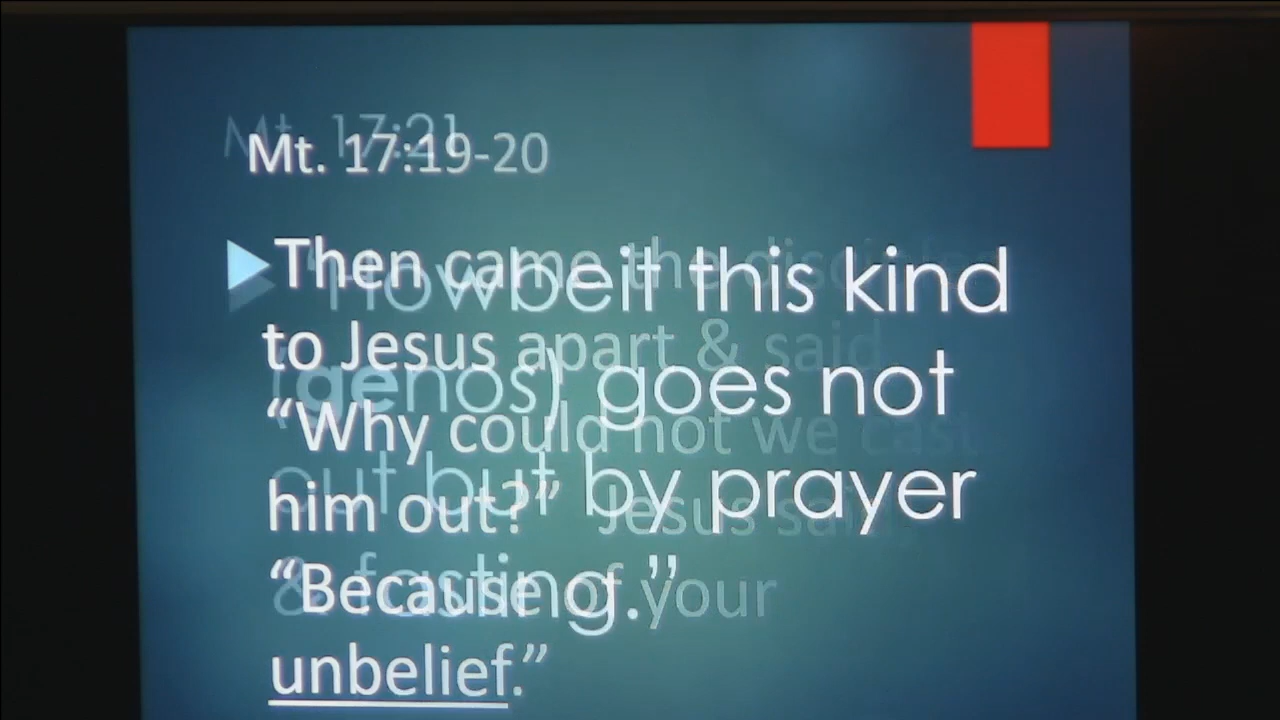 Mt. 17:19-20
Then came the disciples
to Jesus apart & said
“Why could not we cast
him out?” Jesus said,
“Because of your
unbelief.”
Mt. 17:21
“Howbeit this kind
(genos) goes not
out but by prayer
& fasting.”